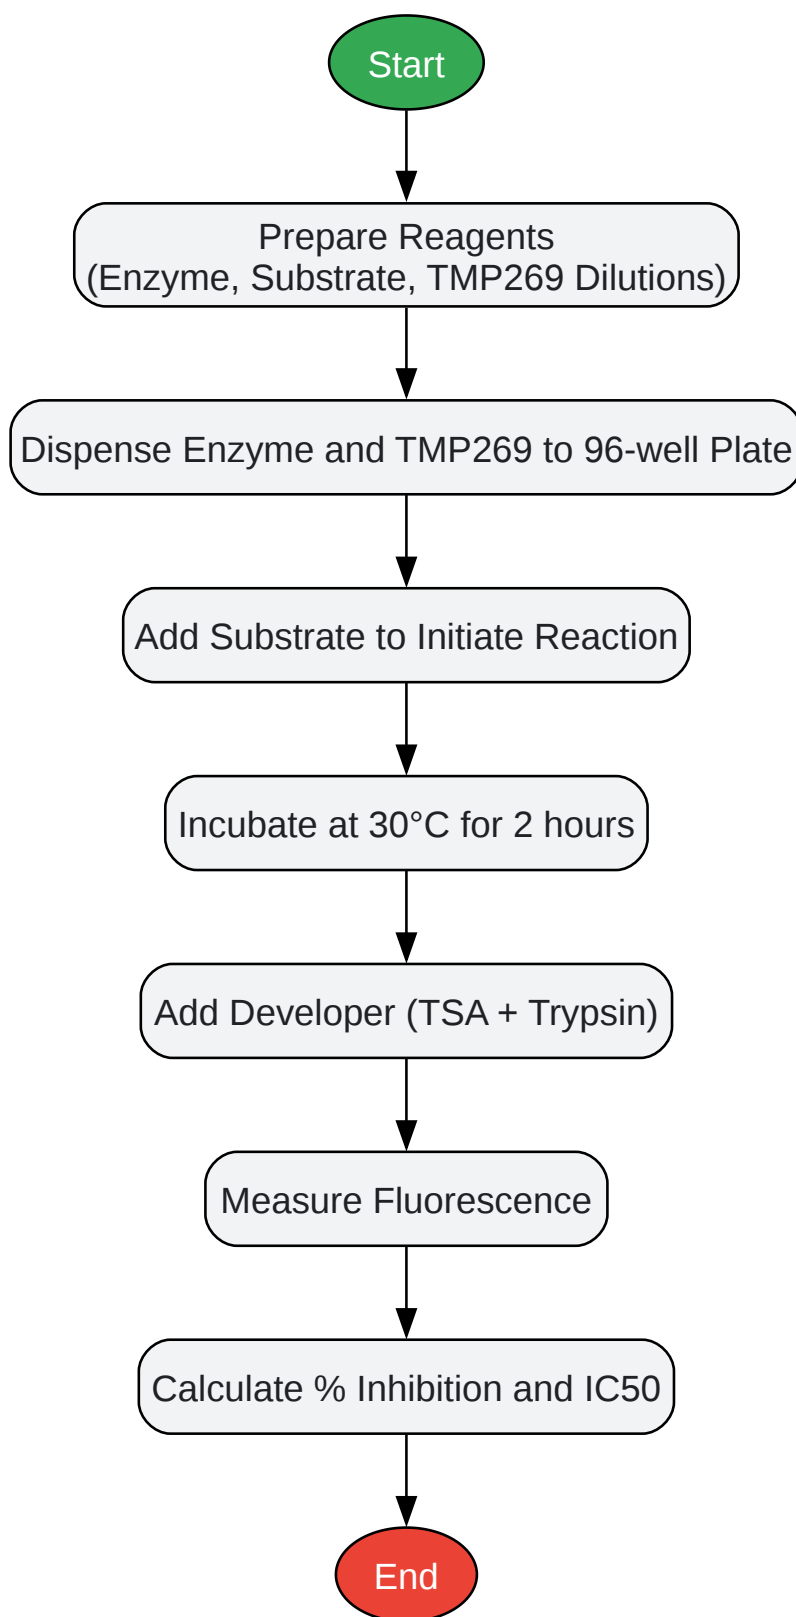 Start
Prepare Reagents
(Enzyme, Substrate, TMP269 Dilutions)
Dispense Enzyme and TMP269 to 96-well Plate
Add Substrate to Initiate Reaction
Incubate at 30°C for 2 hours
Add Developer (TSA + Trypsin)
Measure Fluorescence
Calculate % Inhibition and IC50
End